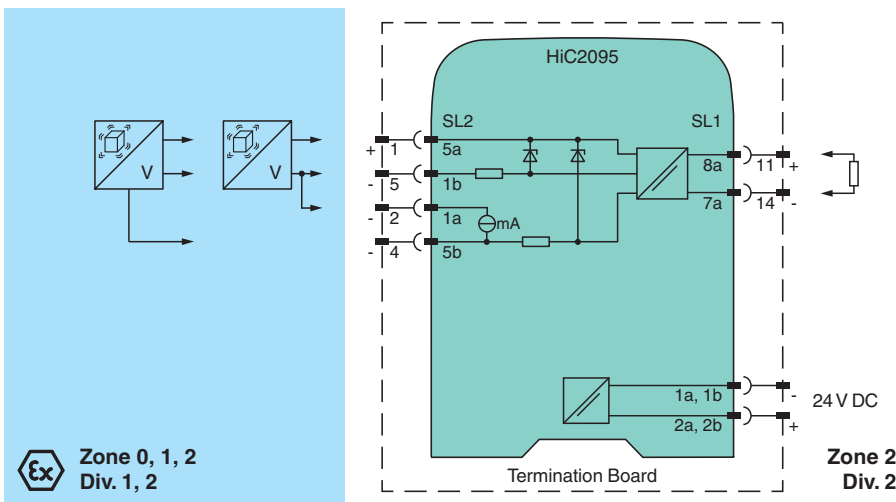 HiC2095
SL2
SL1
V
V
+ 1
5a
8a
11 +
- 5
1b
7a
14 -
- 2
1a
mA
- 4
5b
1a, 1b
-
24 V DC
2a, 2b
+
Ex
Zone 0, 1, 2
Div. 1, 2
Termination Board
Zone 2
Div. 2